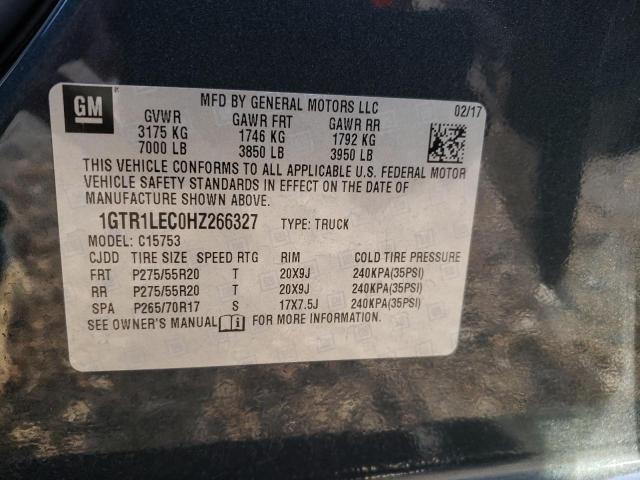 GM
MFD BY GENERAL MOTORS LLC
02/17
GVWR GAWR FRT GAWR RR
3175 KG 1746 KG 1792 KG
7000 LB 3850 LB 3950 LB
THIS VEHICLE CONFORMS TO ALL APPLICABLE U.S. FEDERAL MOTOR
VEHICLE SAFETY STANDARDS IN EFFECT ON THE DATE OF
MANUFACTURE SHOWN ABOVE.
1GTR1LEC0HZ266327 TYPE: TRUCK
MODEL: C15753
CJDD TIRE SIZE SPEED RTG RIM COLD TIRE PRESSURE
FRT P275/55R20 T 20X9J 240KPA(35PSI)
RR P275/55R20 T 20X9J 240KPA(35PSI)
SPA P265/70R17 S 17X7.5J 240KPA(35PSI)
SEE OWNER'S MANUAL FOR MORE INFORMATION.